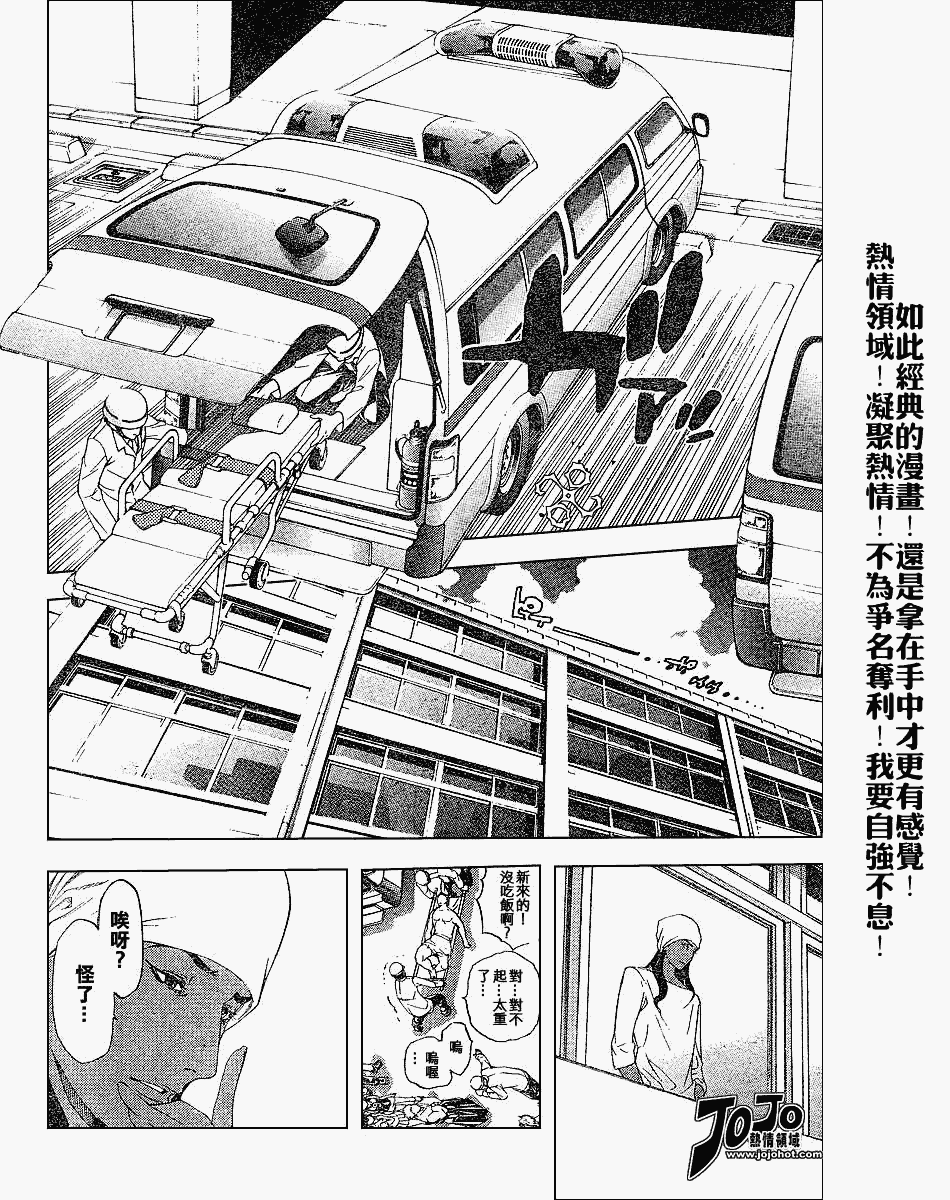 如此經典的漫畫！還是拿在手中才更有感覺！
熱情領域！凝聚熱情！不為爭名奪利！我要自強不息！
新來的！
沒吃飯啊？
對…對不
起…太重
了…
嗚
嗚喔
…
唉呀？
怪了…
JOJO
熱情領域
www.jojohot.com